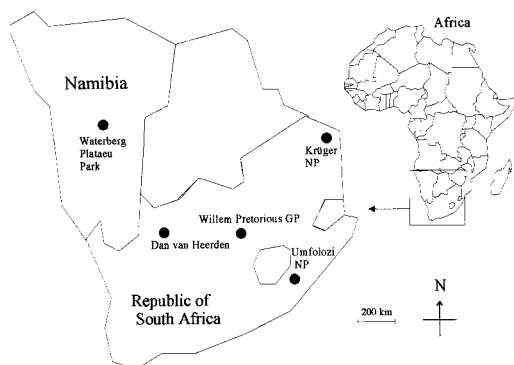 Africa
Namibia
Waterberg
Plataeu
Park
Krüger
NP
Willem Pretorious GP
Dan van Heerden
Umfolozi
NP
Republic of
South Africa
200 km
N